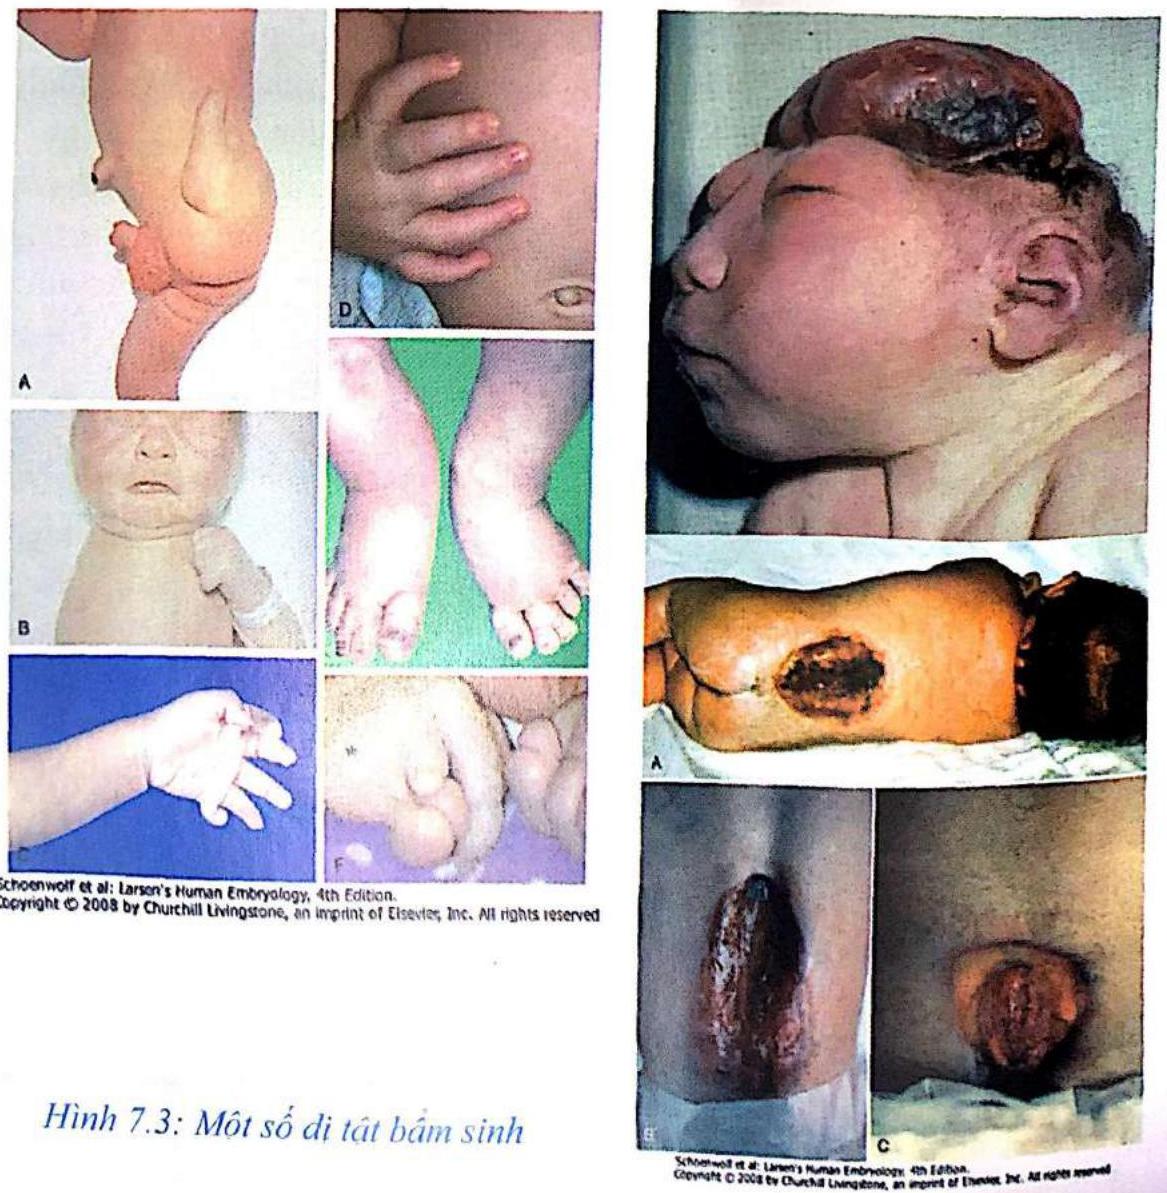 A
D
B
F
Schoenwolf et al: Larsen's Human Embryology, 4th Edition.
Copyright © 2008 by Churchill Livingstone, an imprint of Elsevier, Inc. All rights reserved
A
B
C
Schoenwolf et al: Larsen's Human Embryology, 4th Edition.
Copyright © 2008 by Churchill Livingstone, an imprint of Elsevier, Inc. All rights reserved
Hình 7.3: Một số dị tật bẩm sinh